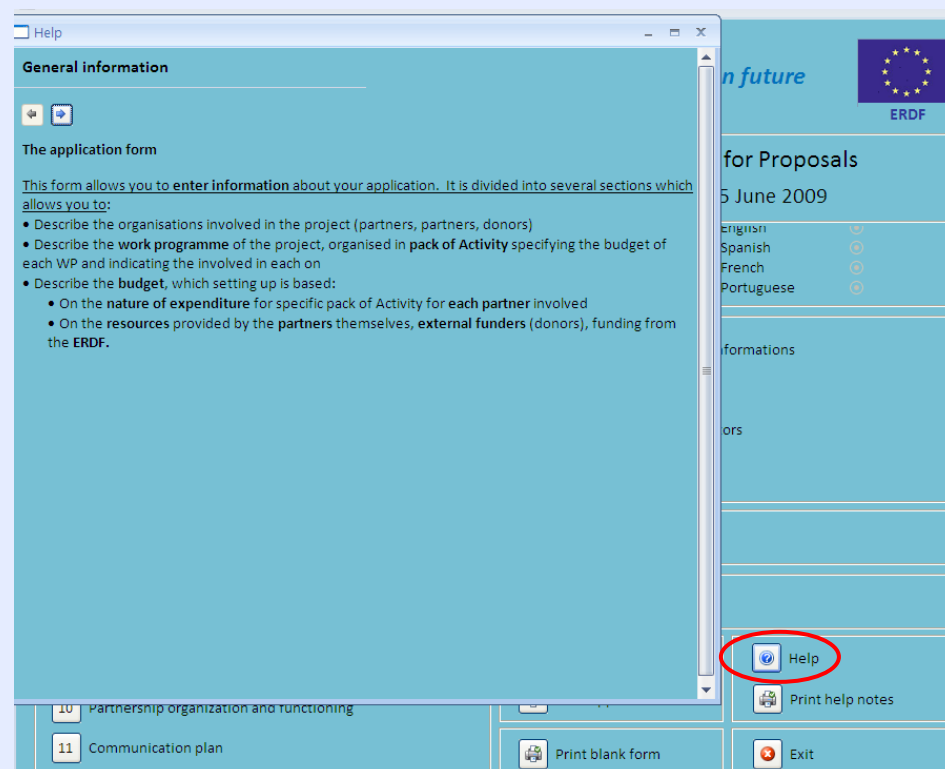 Help
General information
The application form
This form allows you to enter information about your application. It is divided into several sections which
allows you to:
• Describe the organisations involved in the project (partners, partners, donors)
• Describe the work programme of the project, organised in pack of Activity specifying the budget of
each WP and indicating the involved in each on
• Describe the budget, which setting up is based:
• On the nature of expenditure for specific pack of Activity for each partner involved
• On the resources provided by the partners themselves, external funders (donors), funding from
the ERDF.
n future
ERDF
for Proposals
5 June 2009
English
Spanish
French
Portuguese
formations
ors
Help
Print help notes
10 Partnership organization and functioning
11 Communication plan
Print blank form
Exit